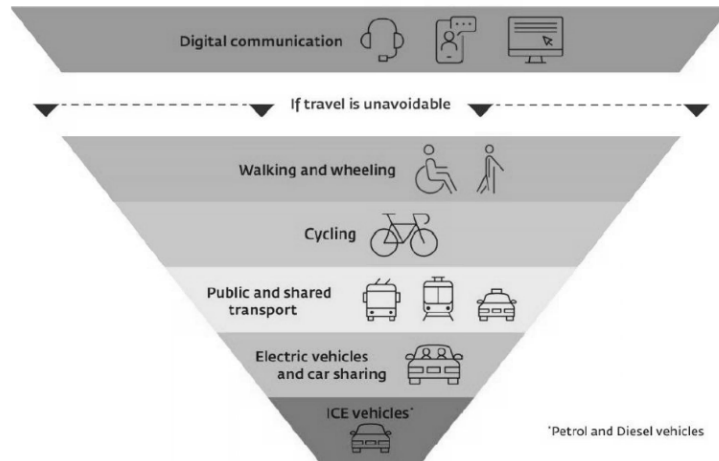 Digital communication
If travel is unavoidable
Walking and wheeling
Cycling
Public and shared
transport
Electric vehicles
and car sharing
ICE vehicles*
*Petrol and Diesel vehicles